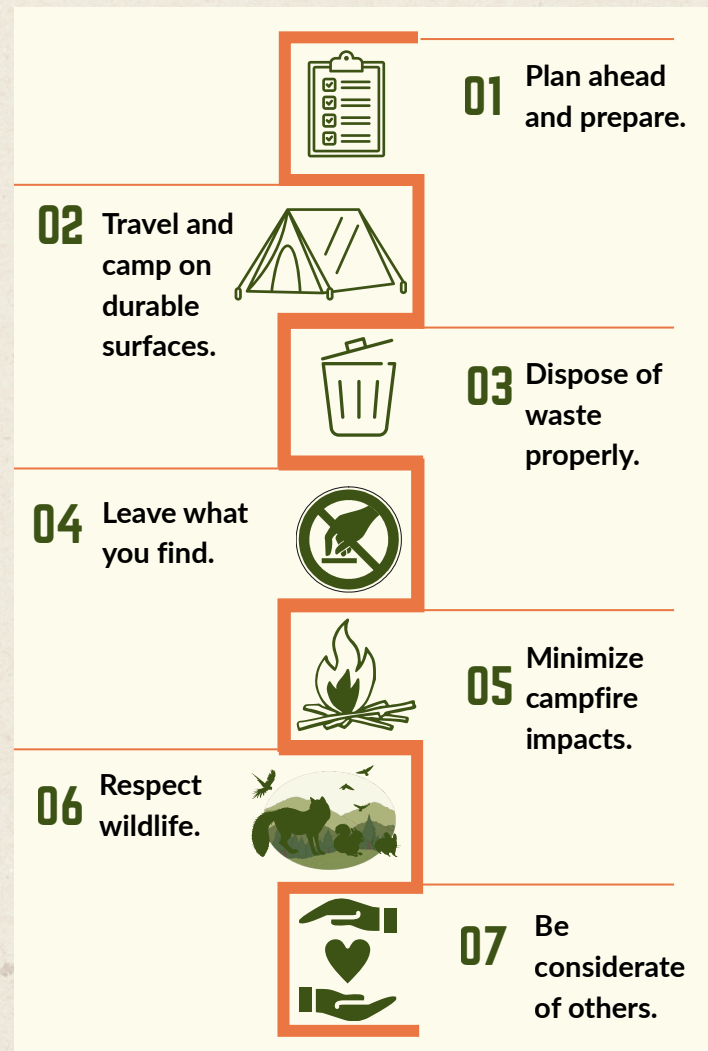 01
Plan ahead
and prepare.
02
Travel and
camp on
durable
surfaces.
03
Dispose of
waste
properly.
04
Leave what
you find.
05
Minimize
campfire
impacts.
06
Respect
wildlife.
07
Be
considerate
of others.